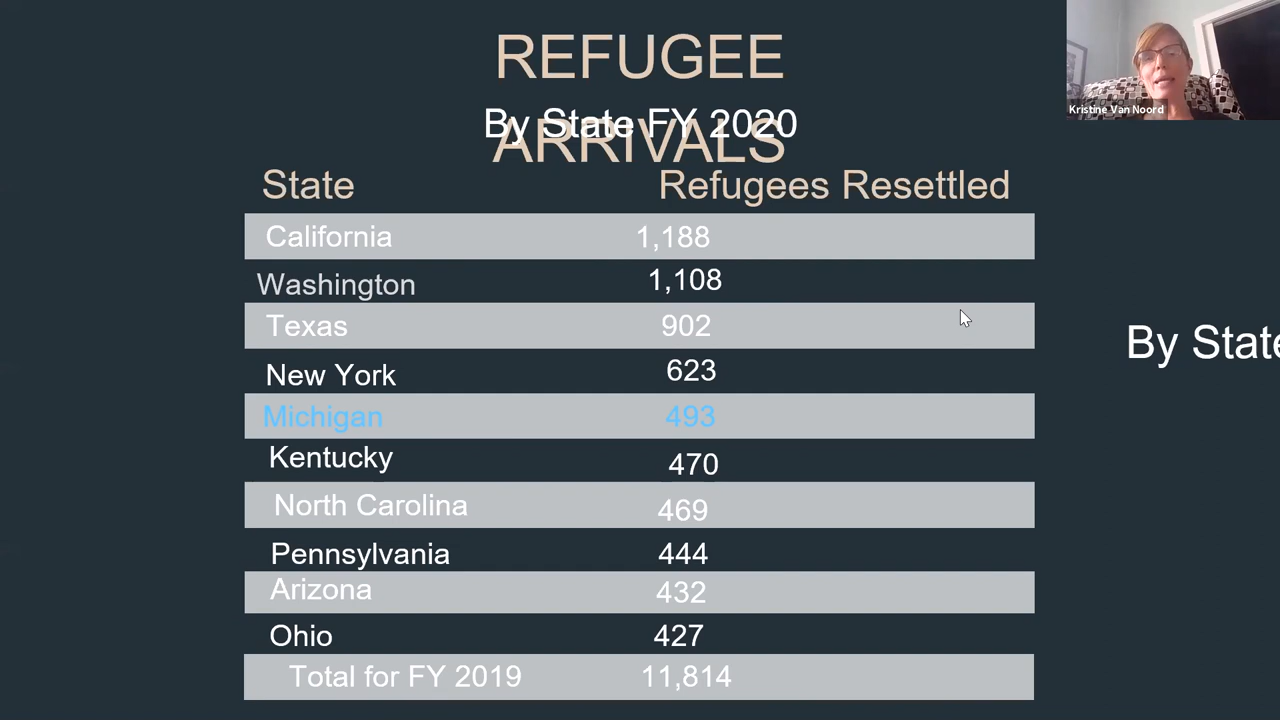 REFUGEE
ARRIVALS
By State FY 2020
Kristine Van Noord
State Refugees Resettled
California 1,188
Washington 1,108
Texas 902
By State
New York 623
Michigan 493
Kentucky 470
North Carolina 469
Pennsylvania 444
Arizona 432
Ohio 427
Total for FY 2019 11,814